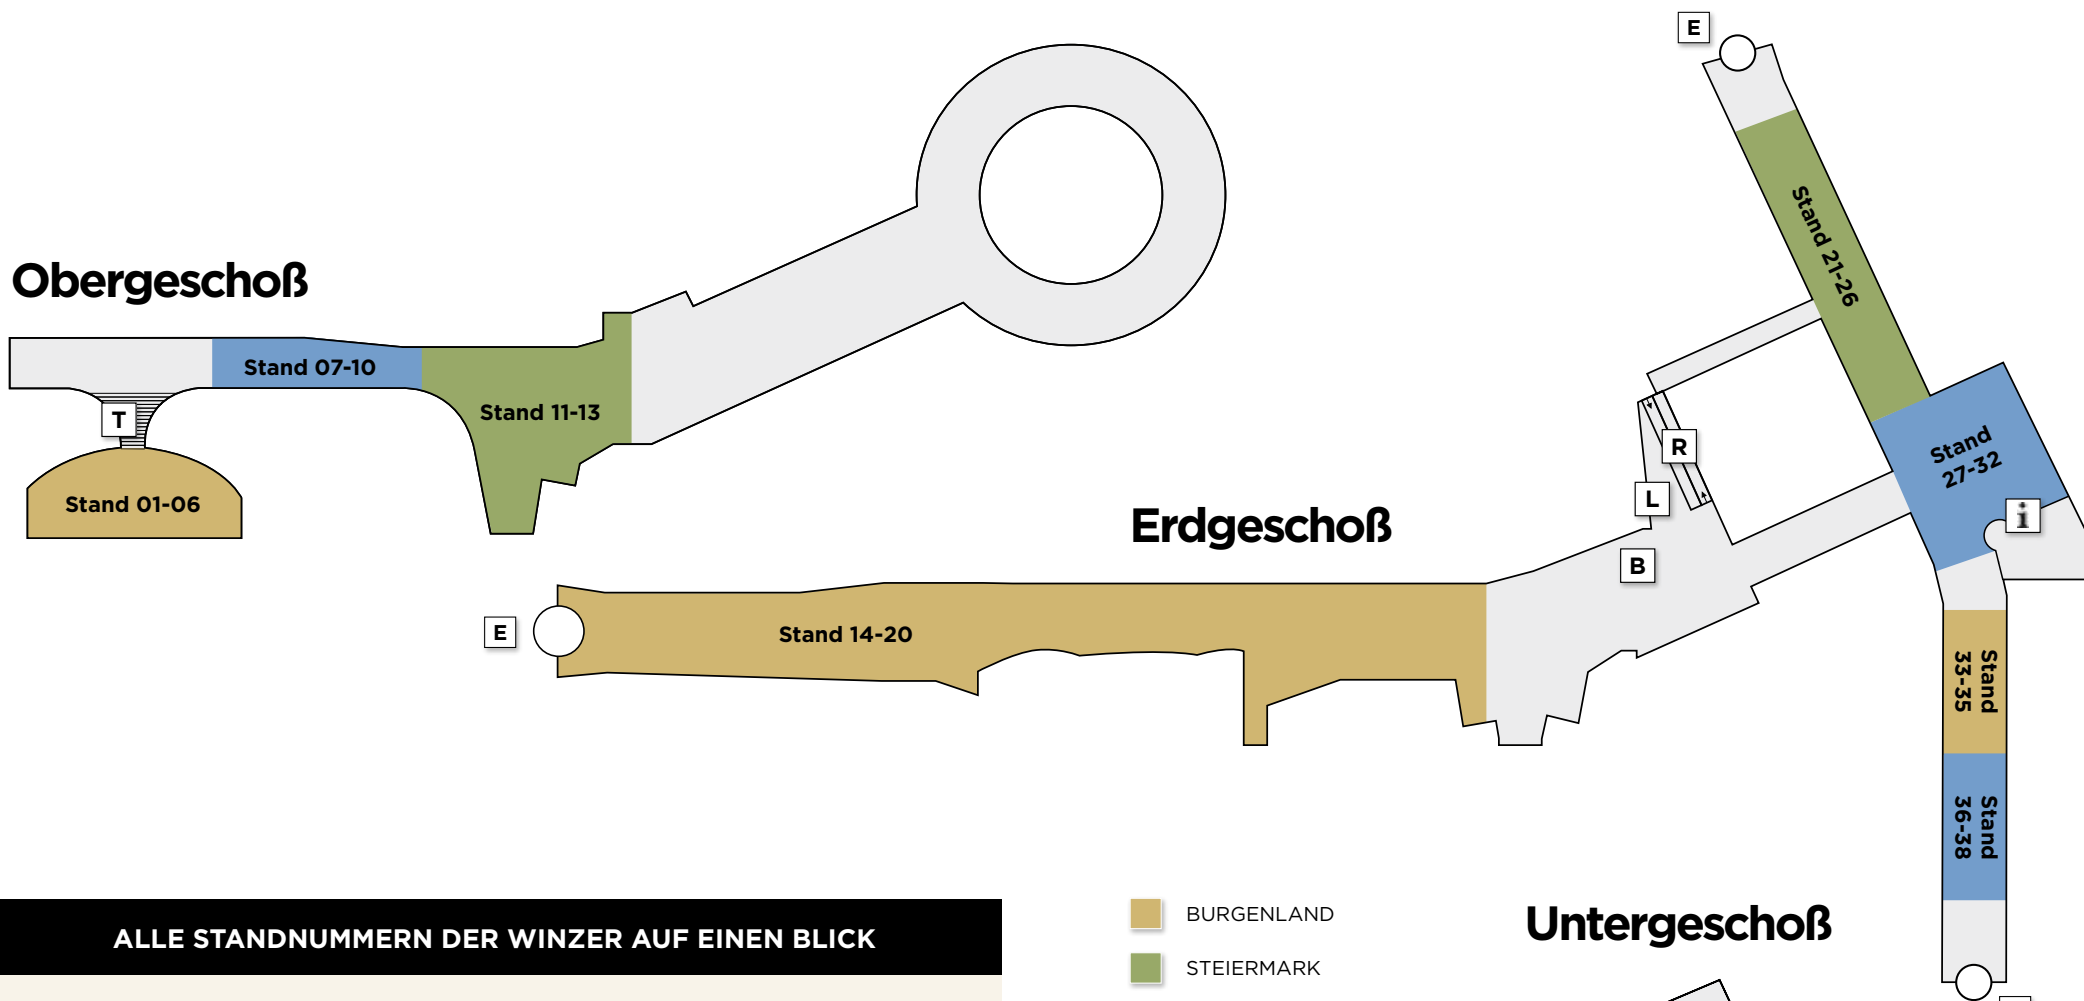 E
Obergeschoß
Stand 07-10
T
Stand 11-13
Stand 01-06
Stand 21-26
R
L
Stand
27-32
i
Erdgeschoß
B
E
Stand 14-20
Stand
33-35
Stand
36-38
ALLE STANDNUMMERN DER WINZER AUF EINEN BLICK
BURGENLAND
STEIERMARK
Untergeschoß